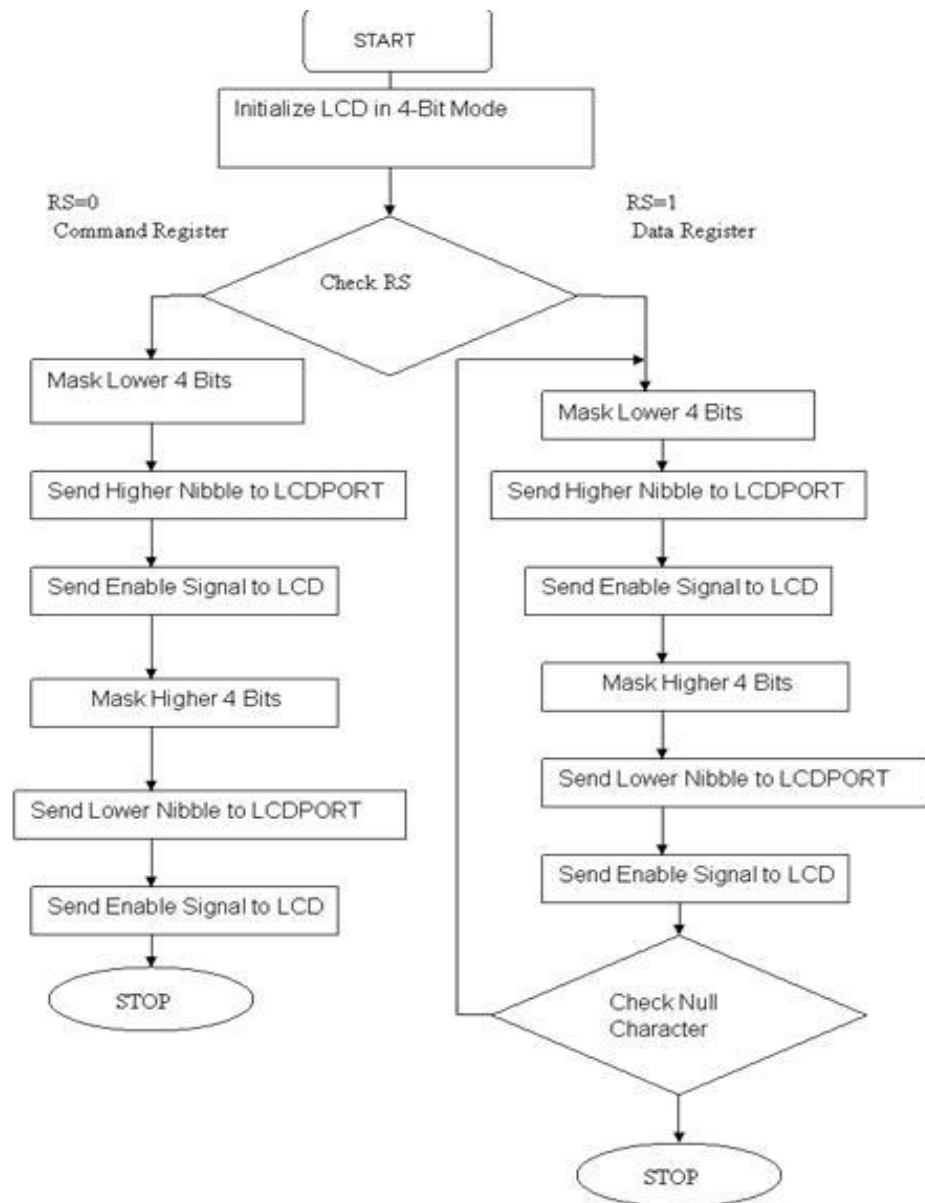 START
Initialize LCD in 4-Bit Mode
RS=0
Command Register
RS=1
Data Register
Check RS
Mask Lower 4 Bits
Send Higher Nibble to LCDPORT
Send Enable Signal to LCD
Mask Higher 4 Bits
Send Lower Nibble to LCDPORT
Send Enable Signal to LCD
STOP
Mask Lower 4 Bits
Send Higher Nibble to LCDPORT
Send Enable Signal to LCD
Mask Higher 4 Bits
Send Lower Nibble to LCDPORT
Send Enable Signal to LCD
Check Null
Character
STOP